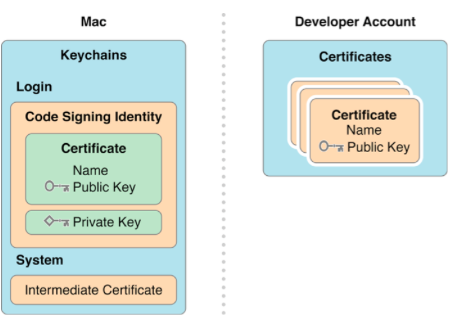 Mac
Keychains
Login
Code Signing Identity
Certificate
Name
Public Key
Private Key
System
Intermediate Certificate
Developer Account
Certificates
Certificate
Name
Public Key